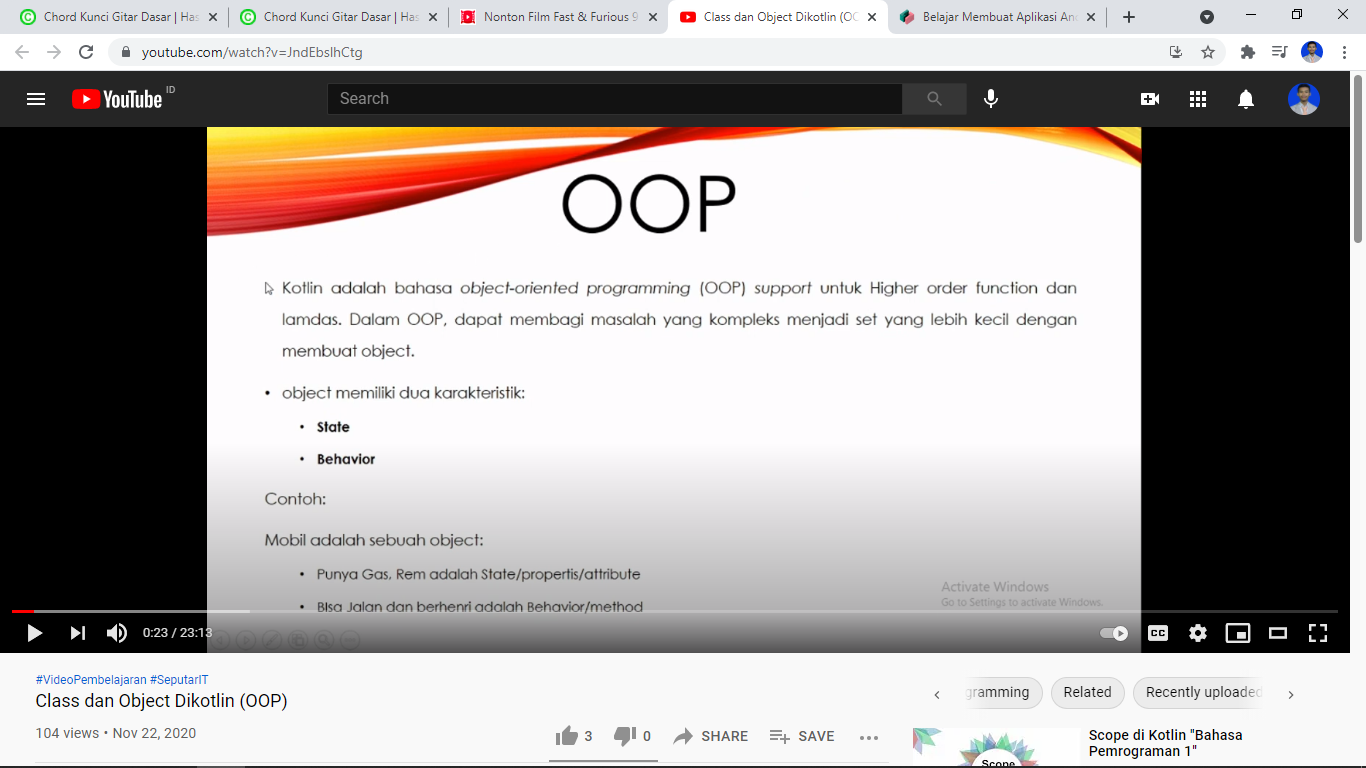 Chord Kunci Gitar Dasar | Has
Chord Kunci Gitar Dasar | Has
Nonton Film Fast & Furious 9
Class dan Object Dikotlin (OO
Belajar Membuat Aplikasi An
youtube.com/watch?v=JndEbslhCtg
YouTube ID
Search
OOP
Kotlin adalah bahasa object-oriented programming (OOP) support untuk Higher order function dan
lamdas. Dalam OOP, dapat membagi masalah yang kompleks menjadi set yang lebih kecil dengan
membuat object.
• object memiliki dua karakteristik:
• State
• Behavior
Contoh:
Mobil adalah sebuah object:
• Punya Gas, Rem adalah State/propertis/attribute
• BIsa Jalan dan berhenri adalah Behavior/method
Activate Windows
Go to Settings to activate Windows.
0:23 / 23:13
CC
#VideoPembelajaran #SeputarIT
Class dan Object Dikotlin (OOP)
104 views • Nov 22, 2020
3
0
SHARE
SAVE
gramming
Related
Recently uploaded
Scope di Kotlin "Bahasa
Pemrograman 1"
Scope